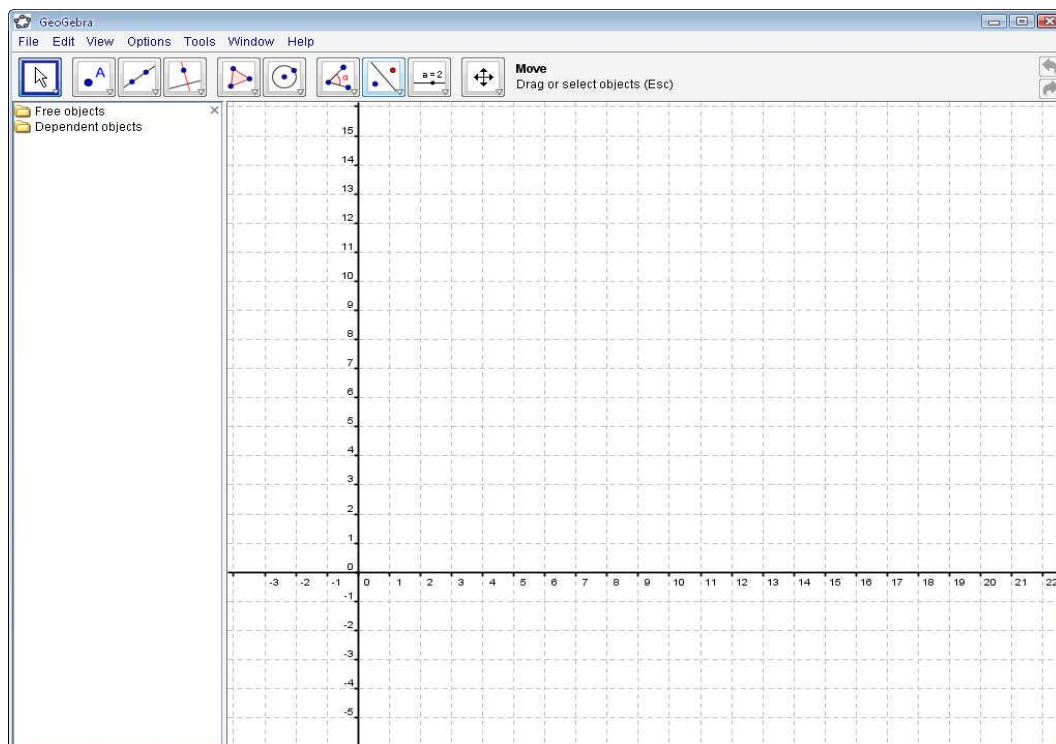 GeoGebra
File Edit View Options Tools Window Help
A
α
a=2
Move
Drag or select objects (Esc)
Free objects
Dependent objects
15
14
13
12
11
10
9
8
7
6
5
4
3
2
1
0
-3 -2 -1 0 1 2 3 4 5 6 7 8 9 10 11 12 13 14 15 16 17 18 19 20 21 22
-1
-2
-3
-4
-5